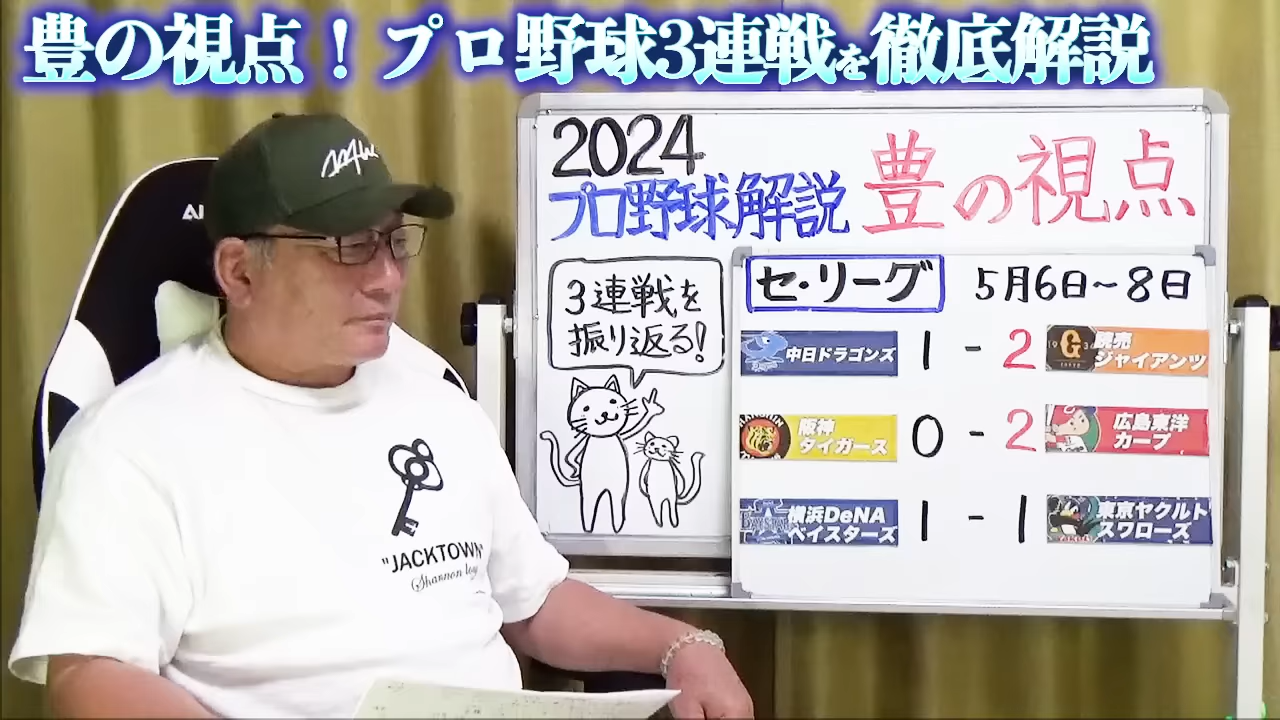 豊の視点！プロ野球3連戦を徹底解説
2024
プロ野球解説 豊の視点
3連戦を
振り返る!
セ・リーグ 5月6日～8日
中日ドラゴンズ 1 - 2 読売ジャイアンツ
阪神タイガース 0 - 2 広島東洋カープ
横浜DeNAベイスターズ 1 - 1 東京ヤクルトスワローズ
"JACKTOWN"